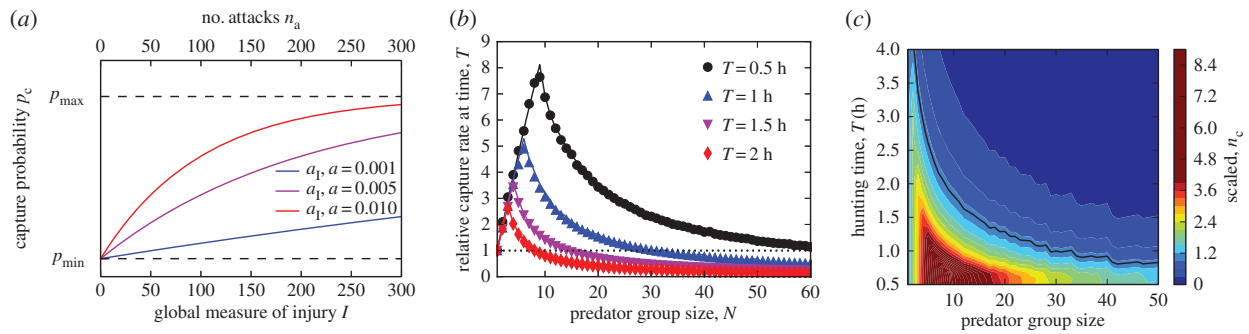 (a)
no. attacks n_a
0 50 100 150 200 250 300
capture probability p_c
p_max
p_min
a_I, a = 0.001
a_I, a = 0.005
a_I, a = 0.010
0 50 100 150 200 250 300
global measure of injury I
(b)
relative capture rate at time, T
9
8
7
6
5
4
3
2
1
0
T = 0.5 h
T = 1 h
T = 1.5 h
T = 2 h
10 20 30 40 50 60
predator group size, N
(c)
hunting time, T (h)
4.0
3.5
3.0
2.5
2.0
1.5
1.0
0.5
10 20 30 40 50
predator group size
8.4
7.2
6.0
4.8
3.6
2.4
1.2
0
scaled, n_c